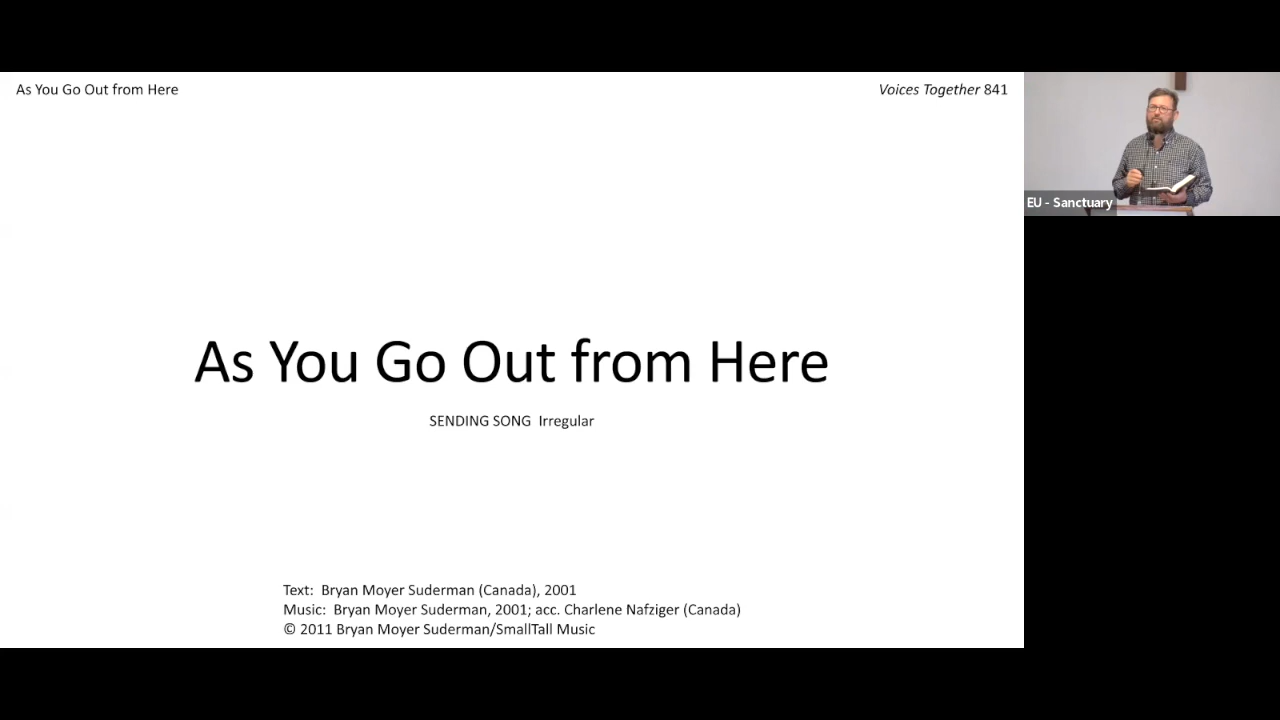 As You Go Out from Here
Voices Together 841
EU - Sanctuary
As You Go Out from Here
SENDING SONG  Irregular
Text:  Bryan Moyer Suderman (Canada), 2001
Music:  Bryan Moyer Suderman, 2001; acc. Charlene Nafziger (Canada)
© 2011 Bryan Moyer Suderman/SmallTall Music